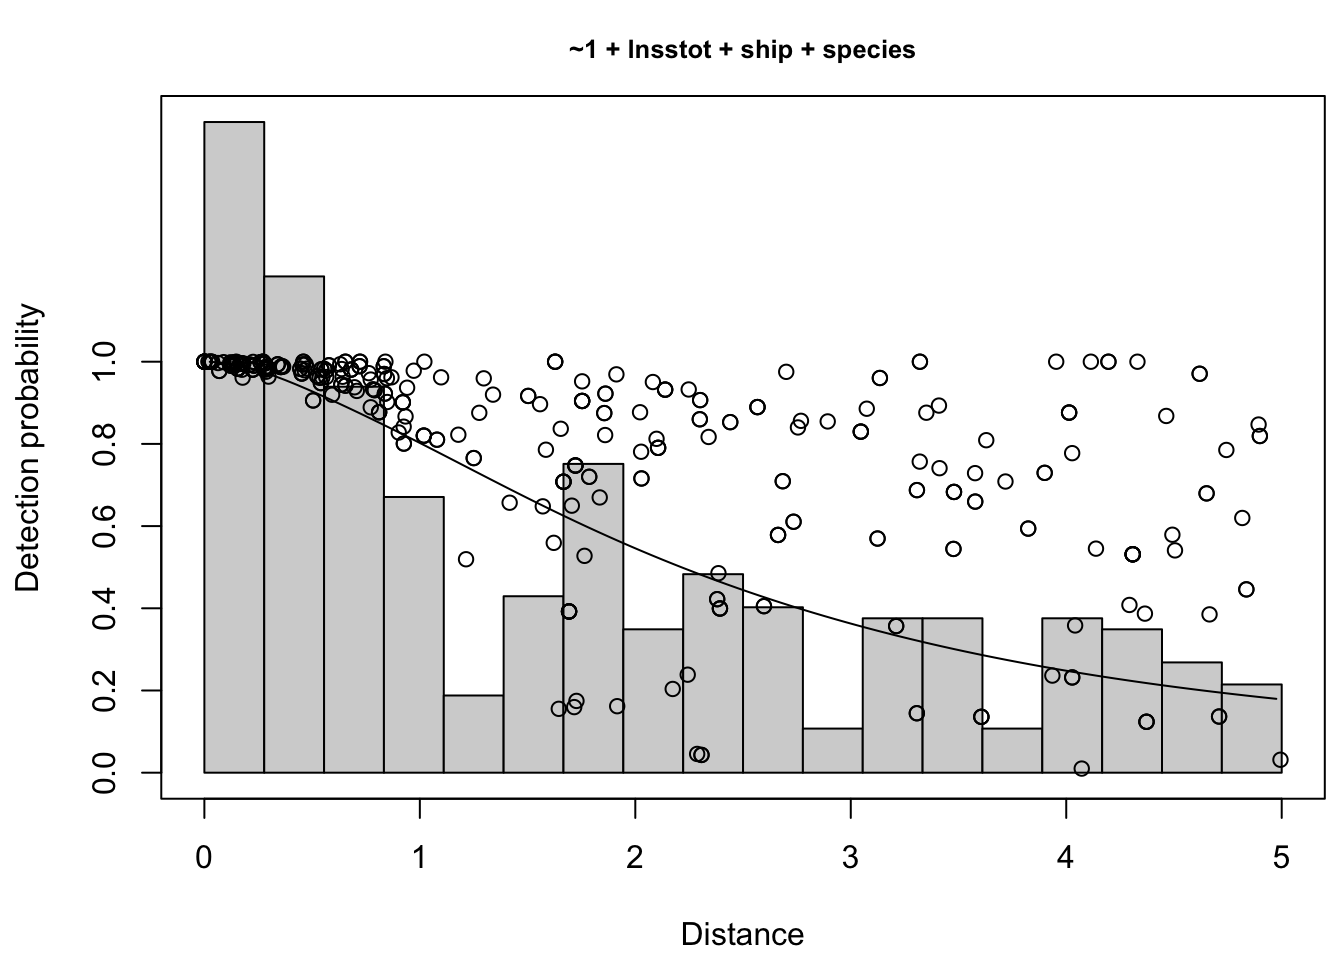 ~1 + lnsstot + ship + species
Detection probability
1.0
0.8
0.6
0.4
0.2
0.0
0 1 2 3 4 5
Distance